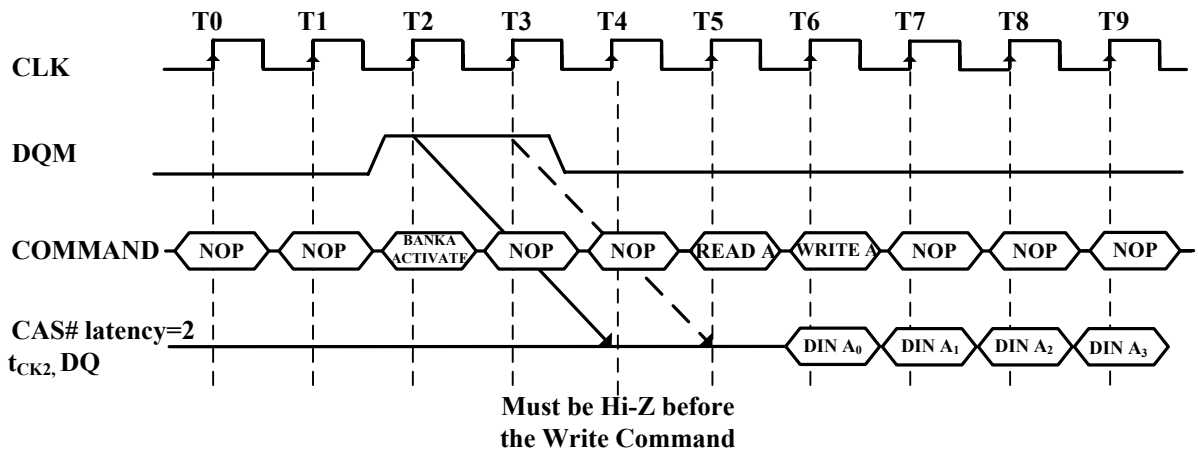 T0 T1 T2 T3 T4 T5 T6 T7 T8 T9
CLK
DQM
COMMAND NOP NOP BANKA ACTIVATE NOP NOP READ A WRITE A NOP NOP NOP
CAS# latency=2
tCK2, DQ DIN A0 DIN A1 DIN A2 DIN A3
Must be Hi-Z before
the Write Command